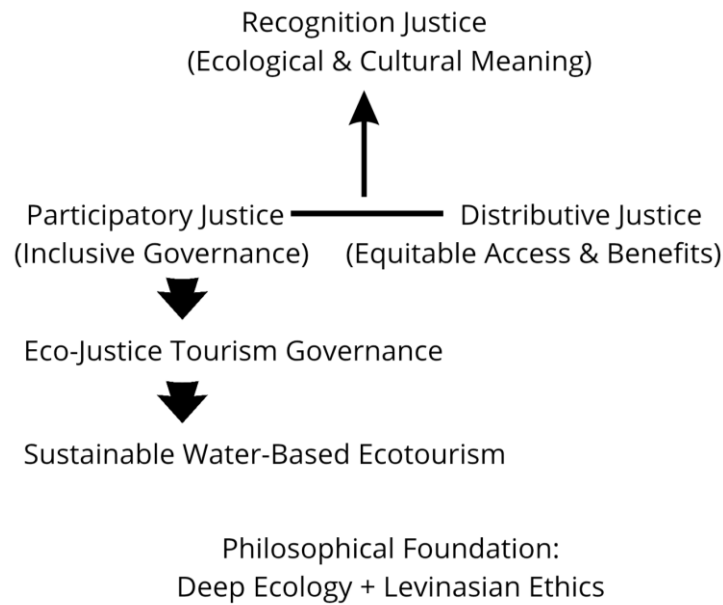 Recognition Justice
(Ecological & Cultural Meaning)
Participatory Justice
(Inclusive Governance)
Distributive Justice
(Equitable Access & Benefits)
Eco-Justice Tourism Governance
Sustainable Water-Based Ecotourism
Philosophical Foundation:
Deep Ecology + Levinasian Ethics